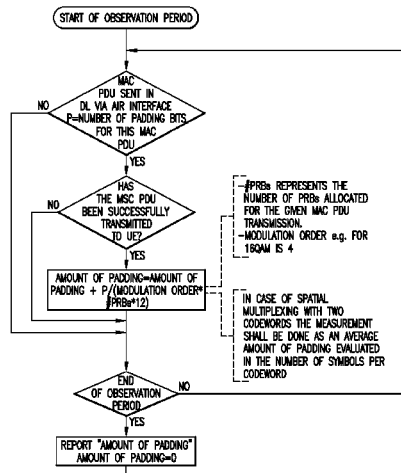 START OF OBSERVATION PERIOD
MAC
PDU SENT IN
DL VIA AIR INTERFACE
P=NUMBER OF PADDING BITS
FOR THIS MAC
PDU
NO
YES
HAS
THE MSC PDU
BEEN SUCCESSFULLY
TRANSMITTED
TO UE?
NO
YES
-#PRBs REPRESENTS THE
NUMBER OF PRBs ALLOCATED
FOR THE GIVEN MAC PDU
TRANSMISSION.
-MODULATION ORDER e.g. FOR
16QAM IS 4
AMOUNT OF PADDING=AMOUNT OF
PADDING + P/(MODULATION ORDER*
#PRBs*12)
IN CASE OF SPATIAL
MULTIPLEXING WITH TWO
CODEWORDS THE MEASUREMENT
SHALL BE DONE AS AN AVERAGE
AMOUNT OF PADDING EVALUATED
IN THE NUMBER OF SYMBOLS PER
CODEWORD
END
OF OBSERVATION
PERIOD
NO
YES
REPORT "AMOUNT OF PADDING"
AMOUNT OF PADDING=0